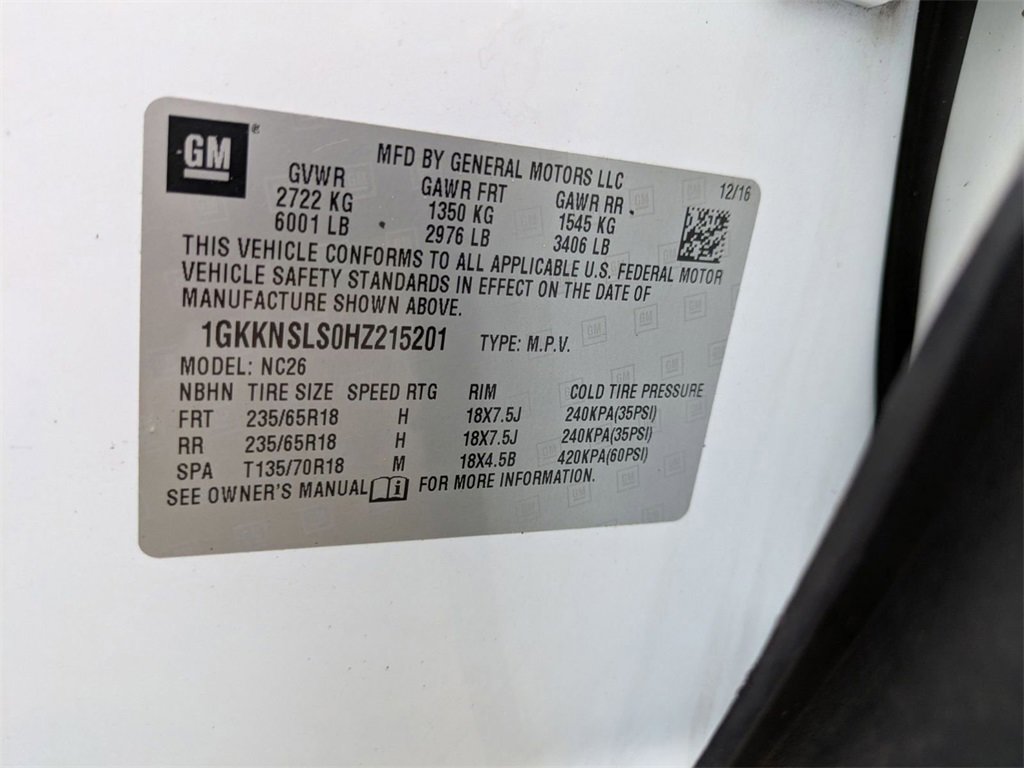 GM®
MFD BY GENERAL MOTORS LLC 12/16
GVWR GAWR FRT GAWR RR
2722 KG 1350 KG 1545 KG
6001 LB 2976 LB 3406 LB
THIS VEHICLE CONFORMS TO ALL APPLICABLE U.S. FEDERAL MOTOR
VEHICLE SAFETY STANDARDS IN EFFECT ON THE DATE OF
MANUFACTURE SHOWN ABOVE.
1GKKNSLS0HZ215201 TYPE: M.P.V.
MODEL: NC26
NBHN TIRE SIZE SPEED RTG RIM COLD TIRE PRESSURE
FRT 235/65R18 H 18X7.5J 240KPA(35PSI)
RR 235/65R18 H 18X7.5J 240KPA(35PSI)
SPA T135/70R18 M 18X4.5B 420KPA(60PSI)
SEE OWNER'S MANUAL i FOR MORE INFORMATION.